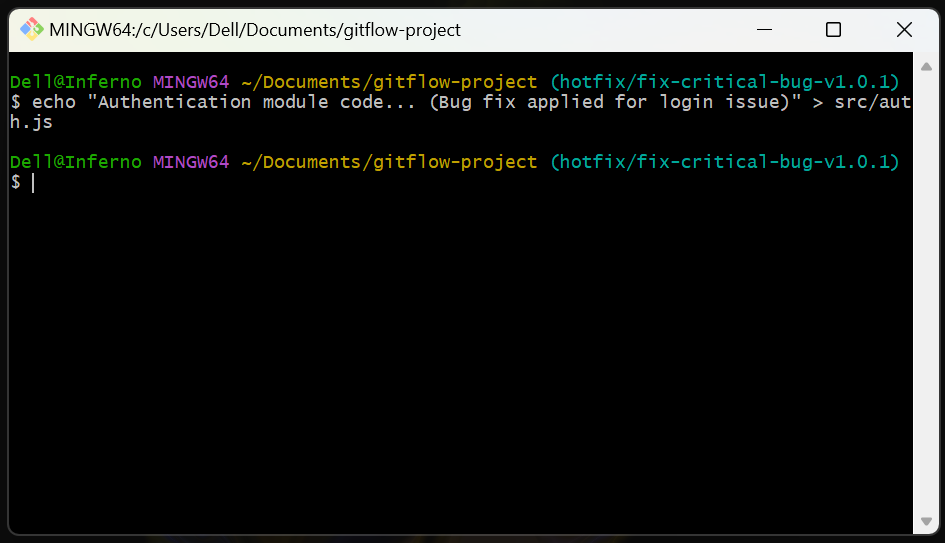 MINGW64:/c/Users/Dell/Documents/gitflow-project
Dell@Inferno MINGW64 ~/Documents/gitflow-project (hotfix/fix-critical-bug-v1.0.1)
$ echo "Authentication module code... (Bug fix applied for login issue)" > src/aut
h.js
Dell@Inferno MINGW64 ~/Documents/gitflow-project (hotfix/fix-critical-bug-v1.0.1)
$